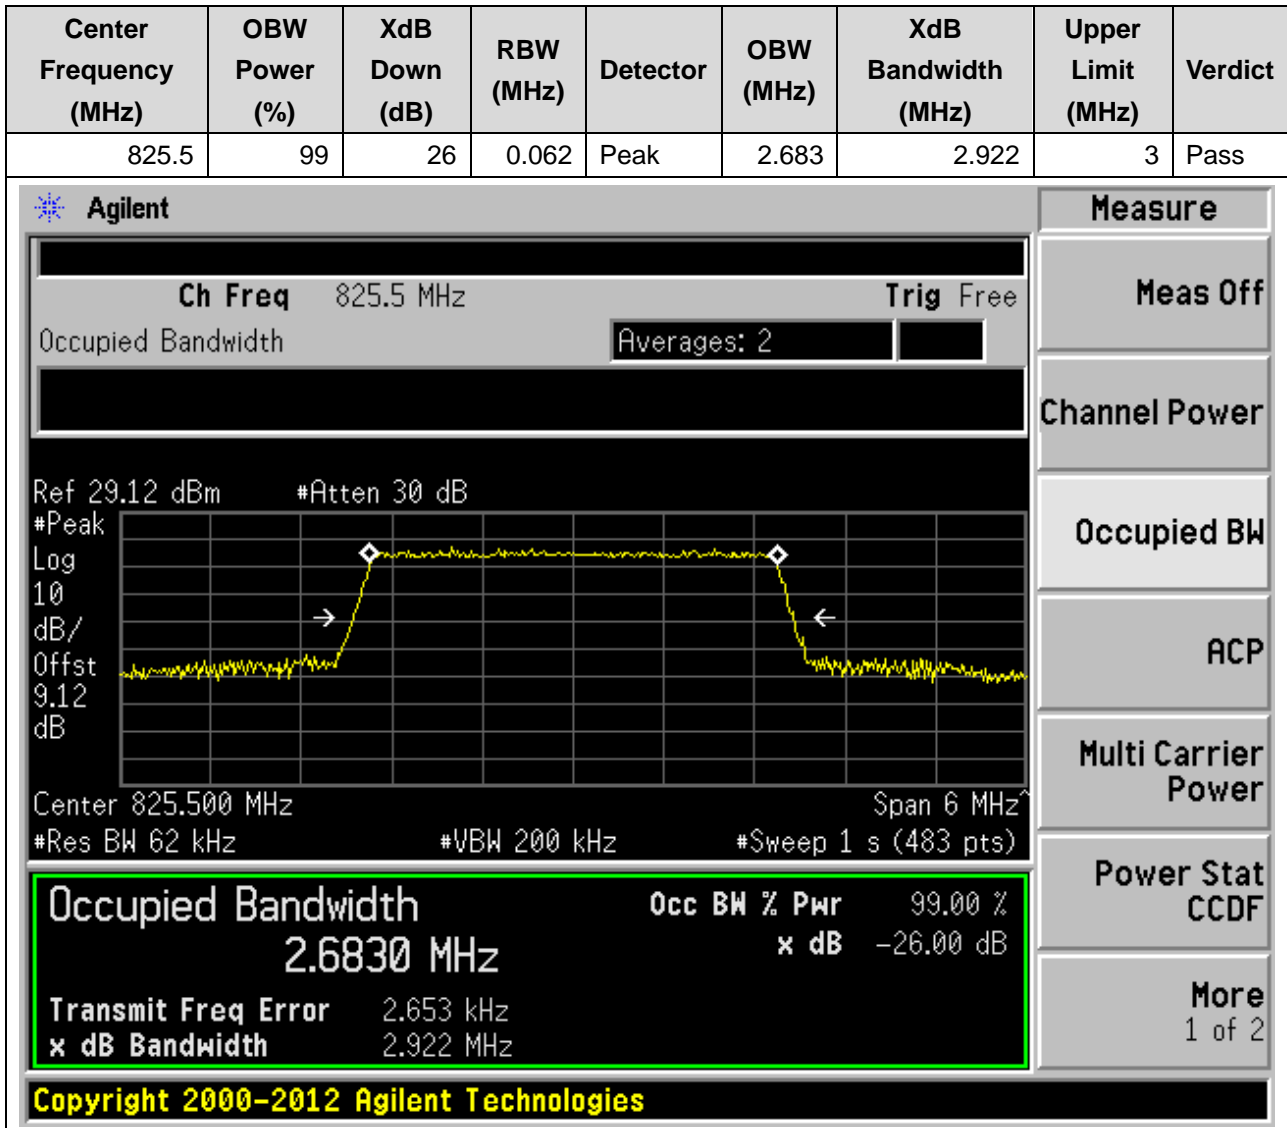 Center Frequency (MHz) OBW Power (%) XdB Down (dB) RBW (MHz) Detector OBW (MHz) XdB Bandwidth (MHz) Upper Limit (MHz) Verdict
825.5 99 26 0.062 Peak 2.683 2.922 3 Pass
Agilent
Measure
Ch Freq 825.5 MHz Trig Free
Meas Off
Occupied Bandwidth Averages: 2
Channel Power
Ref 29.12 dBm #Atten 30 dB
#Peak
Log
10
dB/
Offst
9.12
dB
Occupied BW
ACP
Multi Carrier
Power
Center 825.500 MHz Span 6 MHz^
#Res BW 62 kHz #VBW 200 kHz #Sweep 1 s (483 pts)
Power Stat
CCDF
Occupied Bandwidth Occ BW % Pwr 99.00 %
2.6830 MHz x dB -26.00 dB
Transmit Freq Error 2.653 kHz
x dB Bandwidth 2.922 MHz
More
1 of 2
Copyright 2000-2012 Agilent Technologies